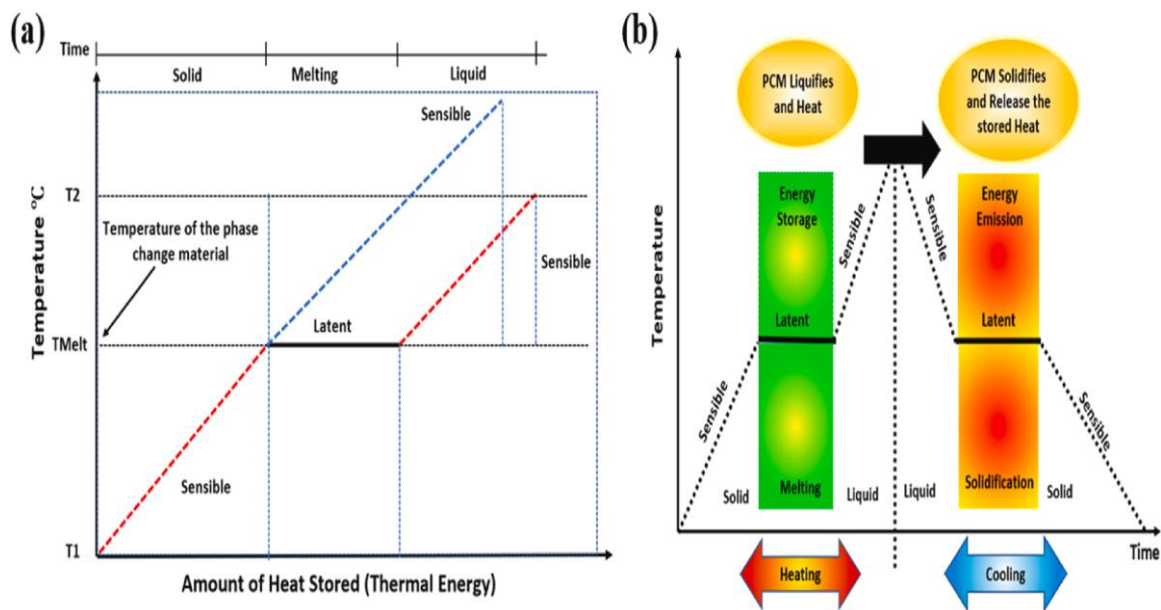 (a)
Time
Solid
Melting
Liquid
Sensible
T2
Temperature of the phase
change material
Sensible
Latent
TMelt
Sensible
T1
Temperature °C
Amount of Heat Stored (Thermal Energy)
(b)
PCM Liquifies
and Heat
PCM Solidifies
and Release the
stored Heat
Energy
Storage
Energy
Emission
Sensible
Sensible
Temperature
Latent
Latent
Sensible
Sensible
Solid
Melting
Liquid
Liquid
Solidification
Solid
Time
Heating
Cooling